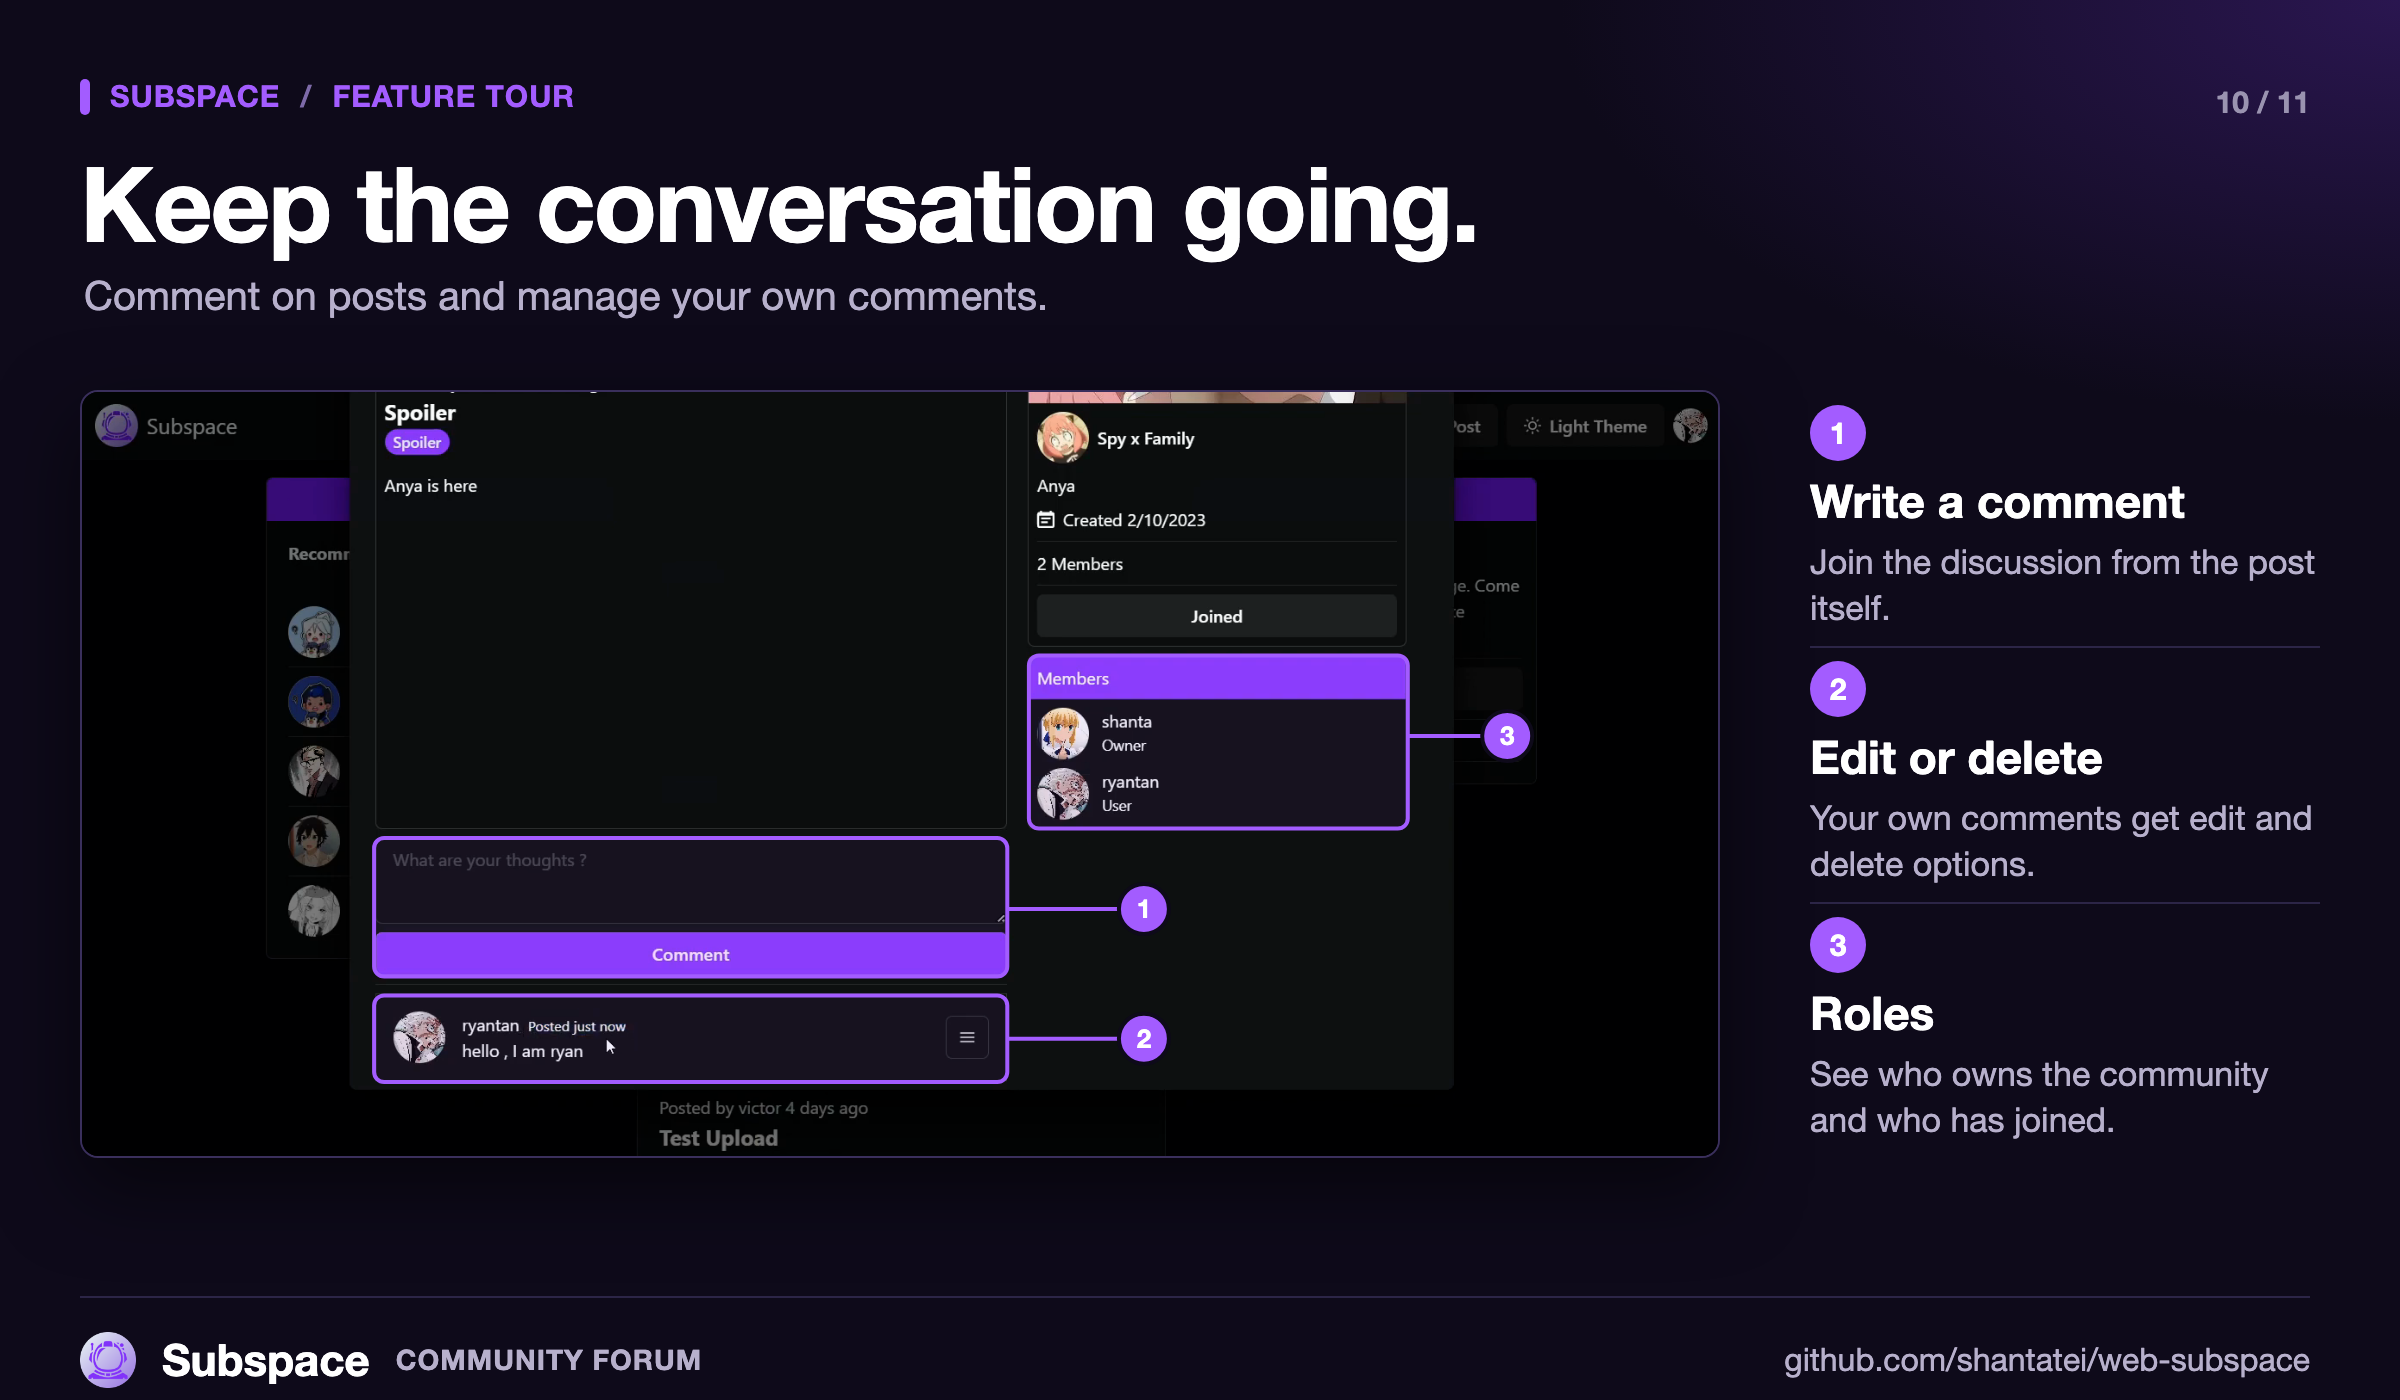 SUBSPACE / FEATURE TOUR
10 / 11
Keep the conversation going.
Comment on posts and manage your own comments.
Subspace
Spoiler
Spoiler
Anya is here
Spy x Family
Anya
Created 2/10/2023
2 Members
Joined
Light Theme
Members
shanta
Owner
ryantan
User
3
What are your thoughts ?
Comment
1
ryantan Posted just now
hello , I am ryan
2
Posted by victor 4 days ago
Test Upload
. Come
1
Write a comment
Join the discussion from the post
itself.
2
Edit or delete
Your own comments get edit and
delete options.
3
Roles
See who owns the community
and who has joined.
Subspace COMMUNITY FORUM
github.com/shantatei/web-subspace